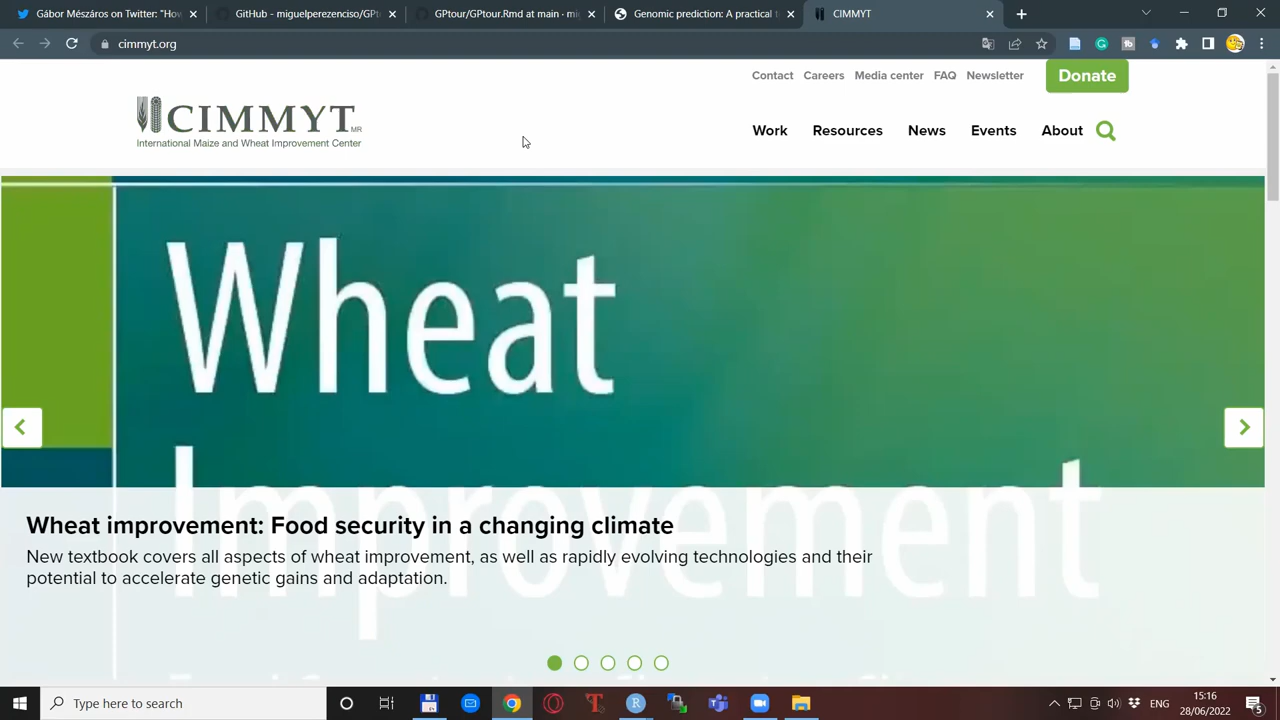 Gábor Mészáros on Twitter: "How
GitHub - miguelperezenciso/GPt
GPtour/GPtour.Rmd at main · mi
Genomic prediction: A practical t
CIMMYT
cimmyt.org
Contact
Careers
Media center
FAQ
Newsletter
Donate
CIMMYT MR
International Maize and Wheat Improvement Center
Work
Resources
News
Events
About
Wheat
Improvement
Wheat improvement: Food security in a changing climate
New textbook covers all aspects of wheat improvement, as well as rapidly evolving technologies and their
potential to accelerate genetic gains and adaptation.
Type here to search
ENG
15:16
28/06/2022
5